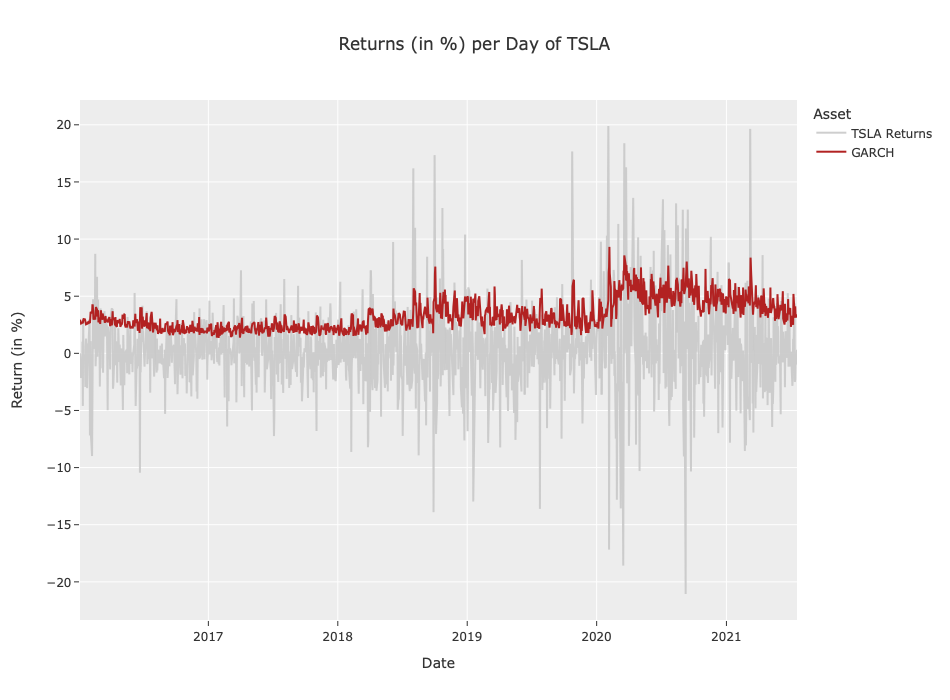 Returns (in %) per Day of TSLA
Asset
TSLA Returns
GARCH
20
15
10
5
0
−5
−10
−15
−20
Return (in %)
2017
2018
2019
2020
2021
Date